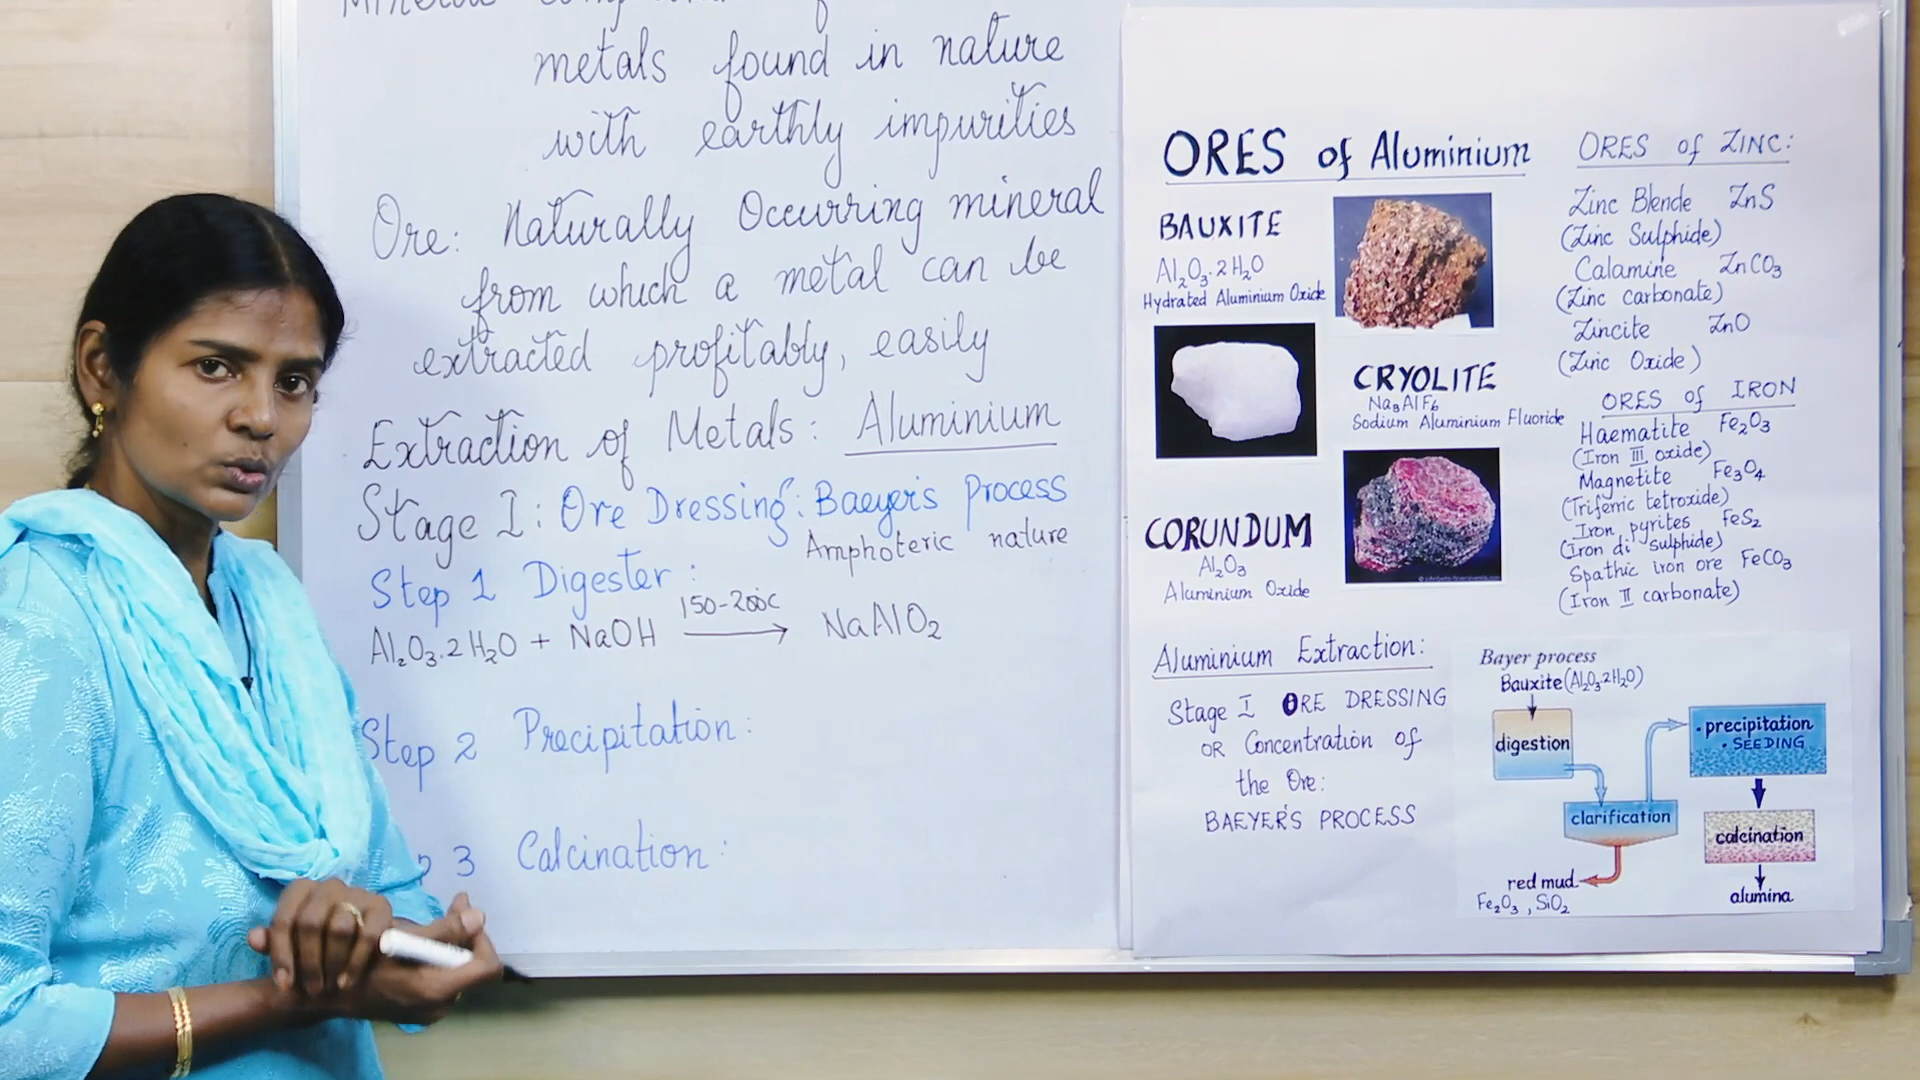 Mineral
metals found in nature
with earthly impurities
Ore: Naturally Occurring mineral
from which a metal can be
extracted profitably, easily
Extraction of Metals: Aluminium
Stage I: Ore Dressing: Baeyer's Process
Amphoteric nature
Step 1 Digester:
150-200°C
Al₂O₃.2H₂O + NaOH → NaAlO₂
Step 2 Precipitation:
3 Calcination:
ORES of Aluminium
BAUXITE
Al₂O₃.2H₂O
Hydrated Aluminium Oxide
CRYOLITE
Na₃AlF₆
Sodium Aluminium Fluoride
CORUNDUM
Al₂O₃
Aluminium Oxide
ORES of ZINC:
Zinc Blende ZnS
(Zinc Sulphide)
Calamine ZnCO₃
(Zinc carbonate)
Zincite ZnO
(Zinc Oxide)
ORES of IRON
Haematite Fe₂O₃
(Iron III oxide)
Magnetite Fe₃O₄
(Triferric tetroxide)
Iron pyrites FeS₂
(Iron di sulphide)
Spathic iron ore FeCO₃
(Iron II carbonate)
Aluminium Extraction:
Stage I ORE DRESSING
OR Concentration of
the Ore:
BAEYER'S PROCESS
Bayer process
Bauxite (Al₂O₃2H₂O)
digestion
• precipitation
• SEEDING
clarification
calcination
red mud
Fe₂O₃, SiO₂
alumina